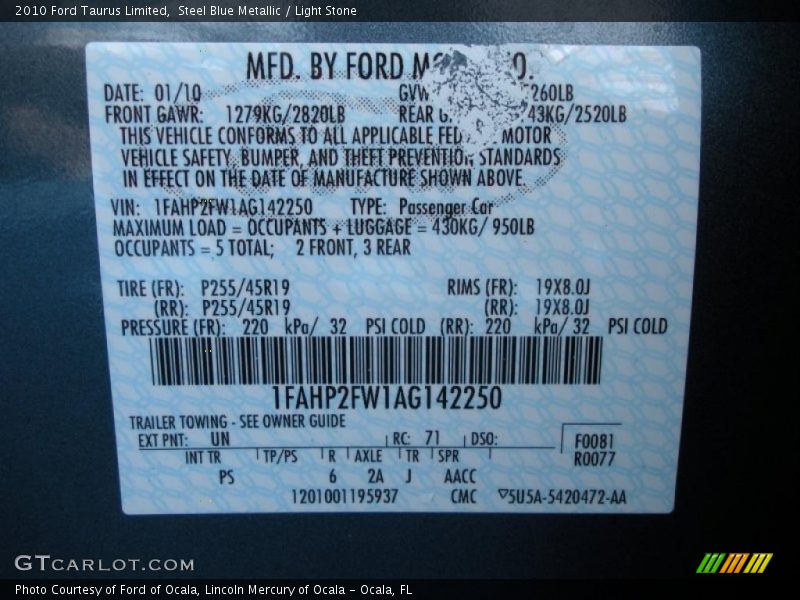 2010 Ford Taurus Limited, Steel Blue Metallic / Light Stone
MFD. BY FORD O.
DATE: 01/10 GVW 260LB
FRONT GAWR: 1279KG/2820LB REAR G 43KG/2520LB
THIS VEHICLE CONFORMS TO ALL APPLICABLE FED MOTOR
VEHICLE SAFETY, BUMPER, AND THEFT PREVENTION STANDARDS
IN EFFECT ON THE DATE OF MANUFACTURE SHOWN ABOVE.
VIN: 1FAHP2FW1AG142250 TYPE: Passenger Car
MAXIMUM LOAD = OCCUPANTS + LUGGAGE = 430KG/ 950LB
OCCUPANTS = 5 TOTAL; 2 FRONT, 3 REAR
TIRE (FR): P255/45R19 RIMS (FR): 19X8.0J
(RR): P255/45R19 (RR): 19X8.0J
PRESSURE (FR): 220 kPa/ 32 PSI COLD (RR): 220 kPa/ 32 PSI COLD
1FAHP2FW1AG142250
TRAILER TOWING - SEE OWNER GUIDE
EXT PNT: UN RC: 71 DSO: F0081
INT TR TP/PS R AXLE TR SPR R0077
PS 6 2A J AACC
1201001195937 CMC 5U5A-5420472-AA
GTCARLOT.COM
Photo Courtesy of Ford of Ocala, Lincoln Mercury of Ocala - Ocala, FL